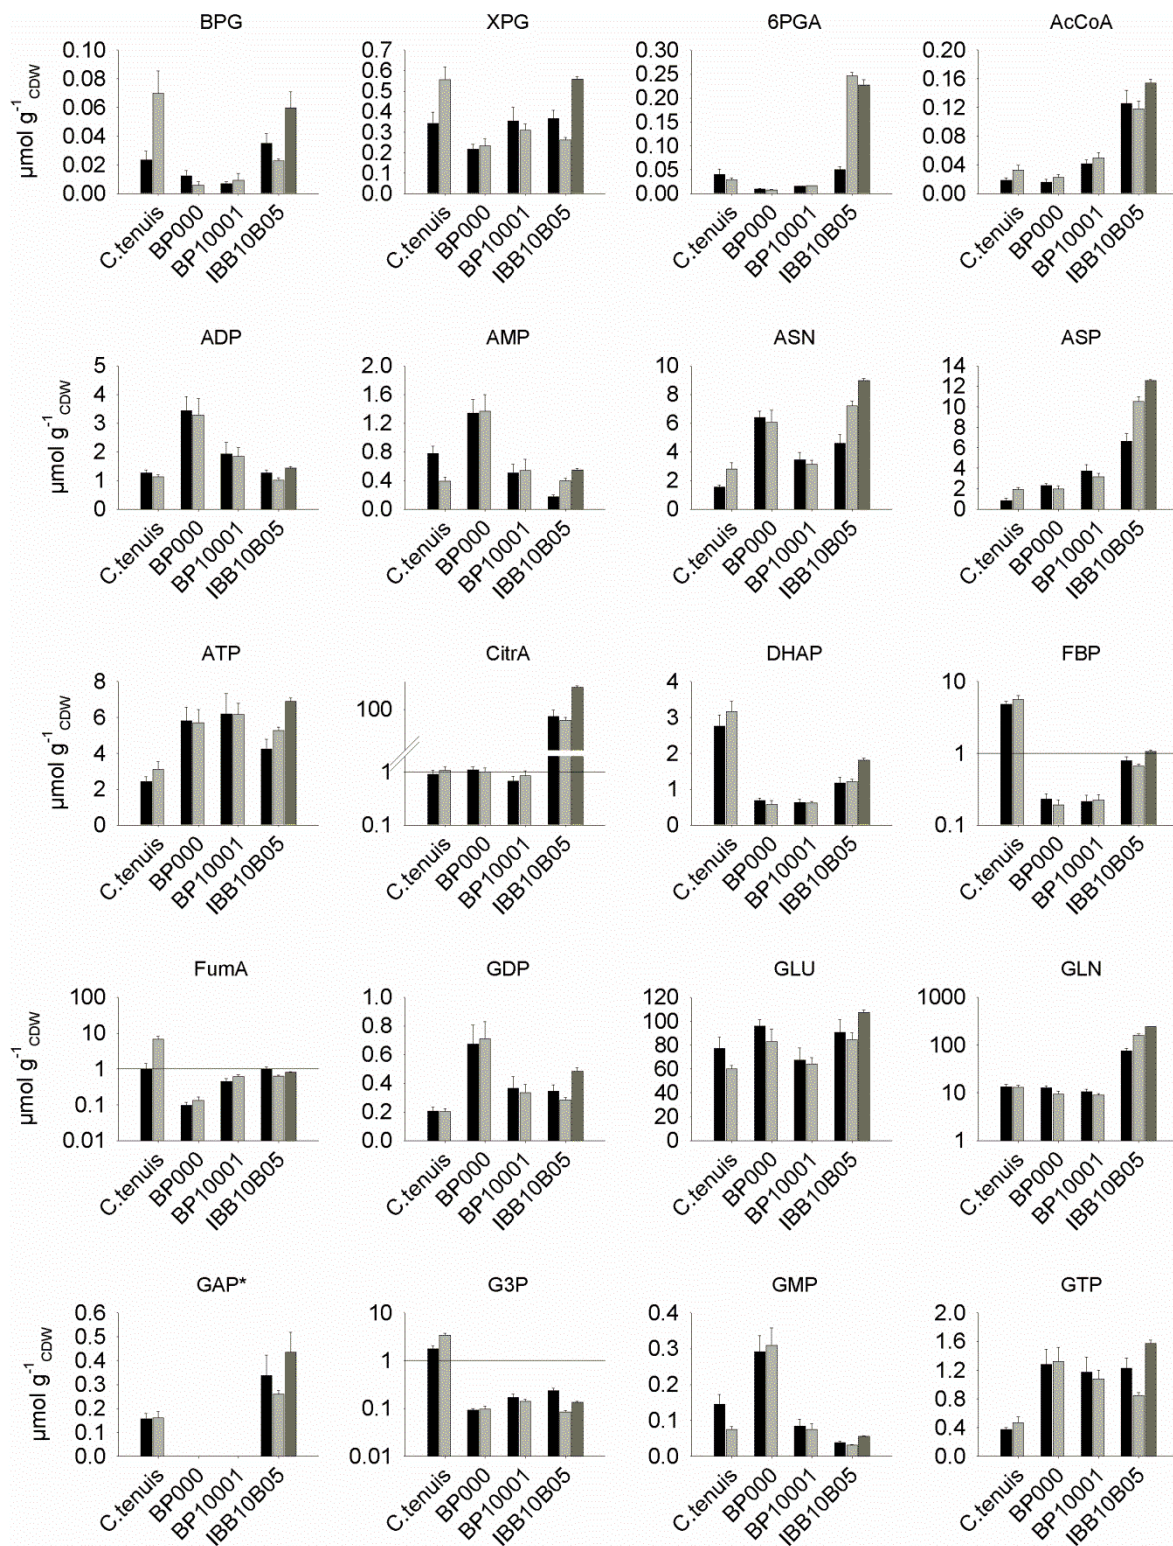 BPG XPG 6PGA AcCoA
µmol g⁻¹ CDW
0.10 0.7 0.30 0.20
0.08 0.6 0.25 0.16
0.06 0.5 0.20 0.12
0.04 0.4 0.15 0.08
0.02 0.3 0.10 0.04
0.00 0.2 0.05 0.00
0.1 0.00
0.0
C.tenuis BP000 BP10001 IBB10B05 C.tenuis BP000 BP10001 IBB10B05 C.tenuis BP000 BP10001 IBB10B05 C.tenuis BP000 BP10001 IBB10B05
ADP AMP ASN ASP
µmol g⁻¹ CDW
5 2.0 10 14
4 1.6 8 12
3 1.2 6 10
2 0.8 4 8
1 0.4 2 6
0 0.0 0 4
2
0
C.tenuis BP000 BP10001 IBB10B05 C.tenuis BP000 BP10001 IBB10B05 C.tenuis BP000 BP10001 IBB10B05 C.tenuis BP000 BP10001 IBB10B05
ATP CitrA DHAP FBP
µmol g⁻¹ CDW
8 100 4 10
6 1 3 1
4 0.1 2 0.1
2 1
0 0
C.tenuis BP000 BP10001 IBB10B05 C.tenuis BP000 BP10001 IBB10B05 C.tenuis BP000 BP10001 IBB10B05 C.tenuis BP000 BP10001 IBB10B05
FumA GDP GLU GLN
µmol g⁻¹ CDW
100 1.0 120 1000
10 0.8 100 100
1 0.6 80 10
0.1 0.4 60 1
0.01 0.2 40
0.0 20
0
C.tenuis BP000 BP10001 IBB10B05 C.tenuis BP000 BP10001 IBB10B05 C.tenuis BP000 BP10001 IBB10B05 C.tenuis BP000 BP10001 IBB10B05
GAP* G3P GMP GTP
µmol g⁻¹ CDW
0.6 10 0.4 2.0
0.5 1 0.3 1.6
0.4 0.1 0.2 1.2
0.3 0.01 0.1 0.8
0.2 0.0 0.4
0.1 0.0
0.0
C.tenuis BP000 BP10001 IBB10B05 C.tenuis BP000 BP10001 IBB10B05 C.tenuis BP000 BP10001 IBB10B05 C.tenuis BP000 BP10001 IBB10B05